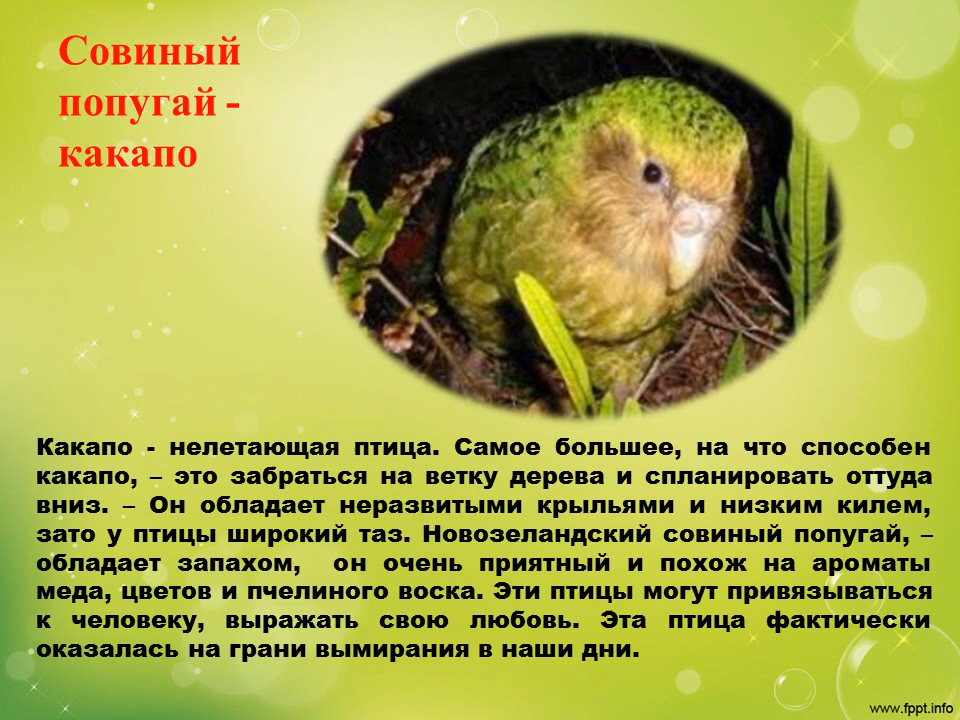 Совиный
попугай -
какапо
Какапо - нелетающая птица. Самое большее, на что способен
какапо, – это забраться на ветку дерева и спланировать оттуда
вниз. – Он обладает неразвитыми крыльями и низким килем,
зато у птицы широкий таз. Новозеландский совиный попугай, –
обладает запахом, он очень приятный и похож на ароматы
меда, цветов и пчелиного воска. Эти птицы могут привязываться
к человеку, выражать свою любовь. Эта птица фактически
оказалась на грани вымирания в наши дни.
www.fppt.info